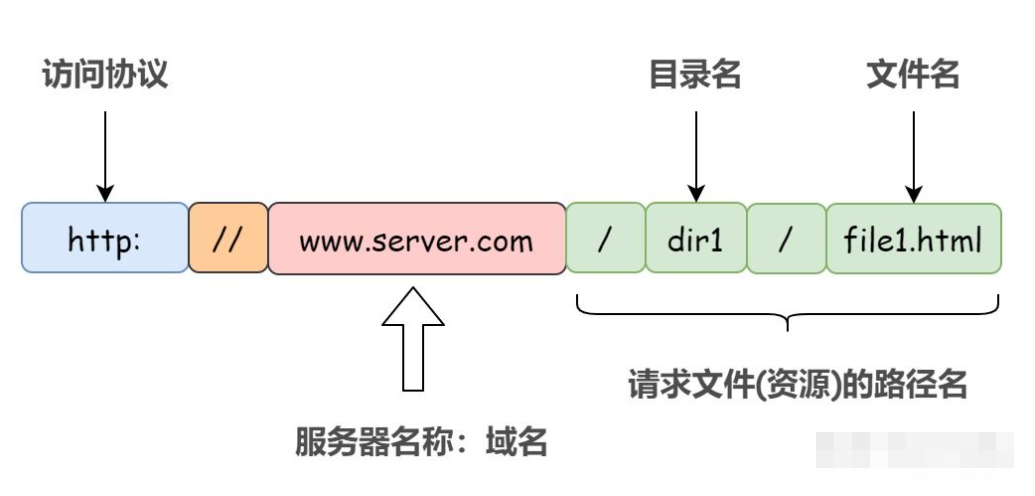 访问协议 目录名 文件名
http: // www.server.com / dir1 / file1.html
请求文件(资源)的路径名
服务器名称：域名